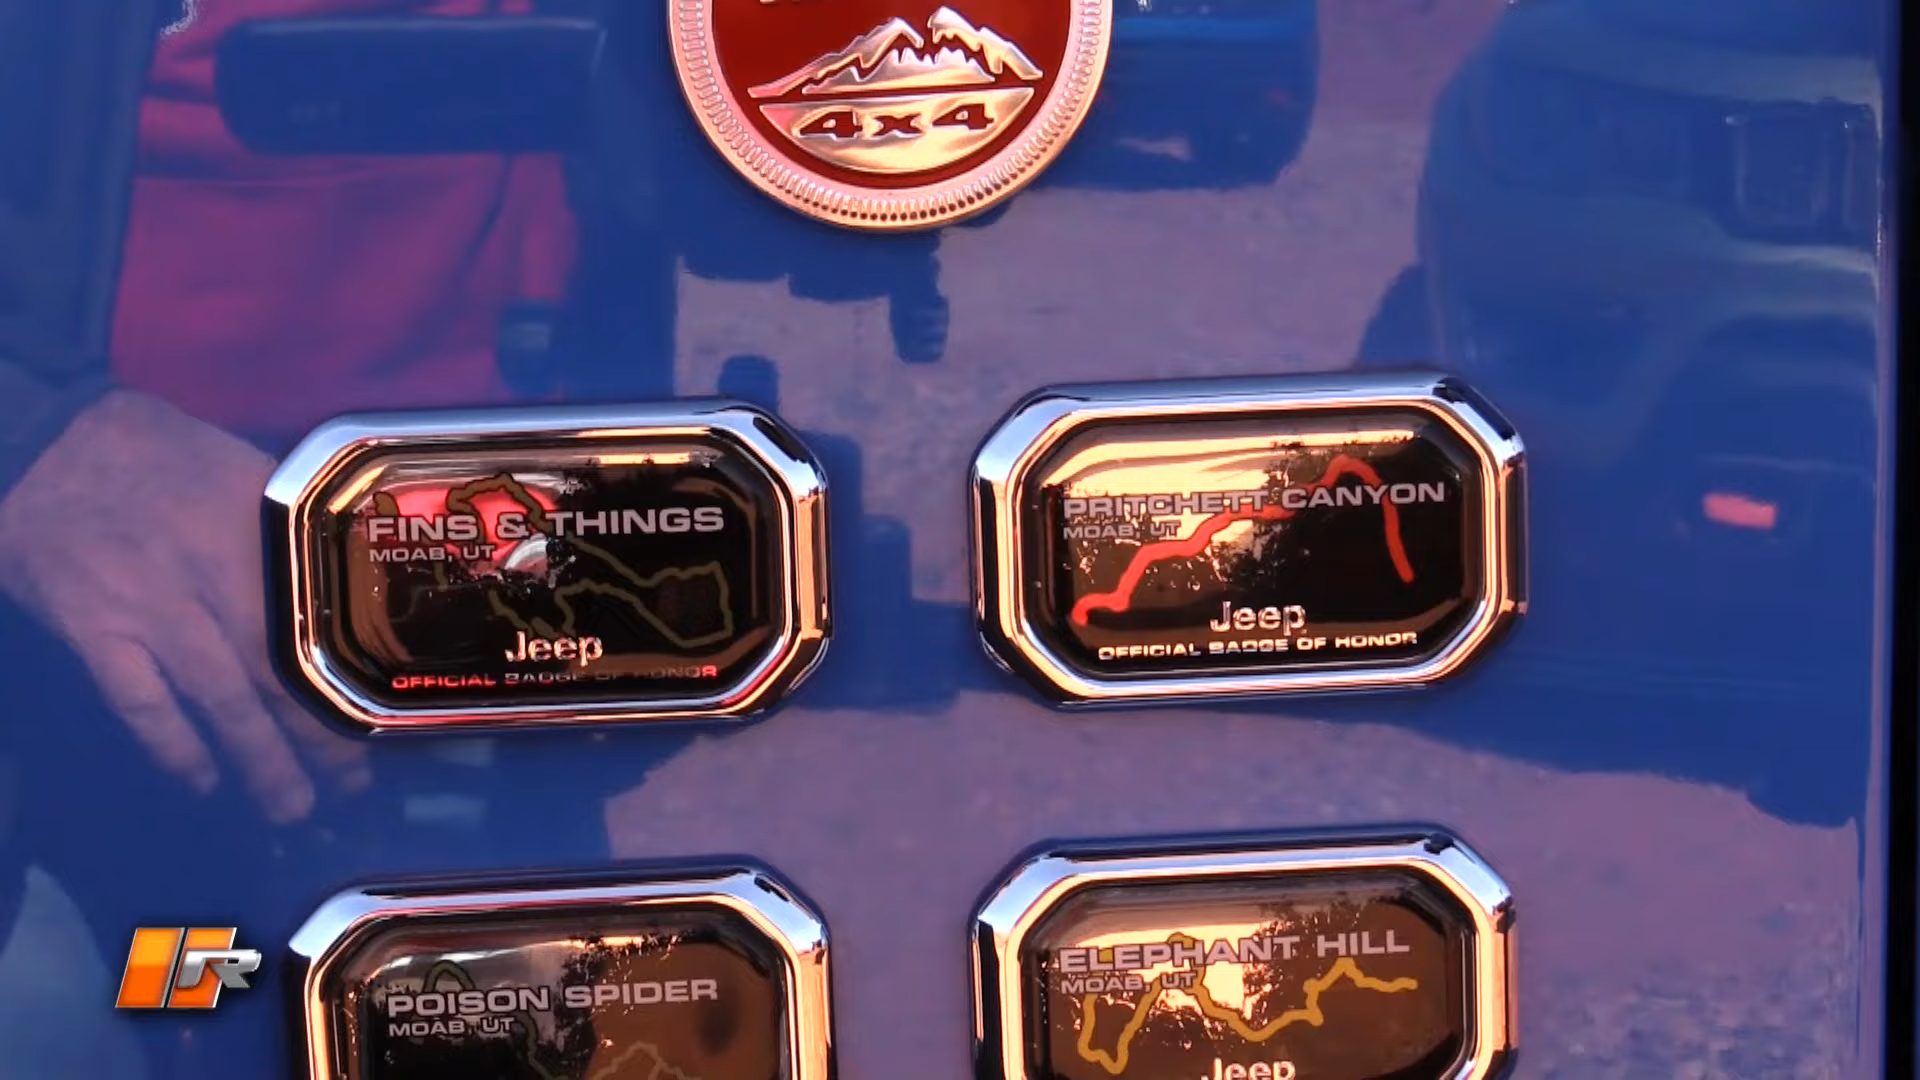 4x4
FINS & THINGS
MOAB, UT
Jeep
OFFICIAL BADGE OF HONOR
PRITCHETT CANYON
MOAB, UT
Jeep
OFFICIAL BADGE OF HONOR
POISON SPIDER
MOAB, UT
ELEPHANT HILL
MOAB, UT
Jeep
R